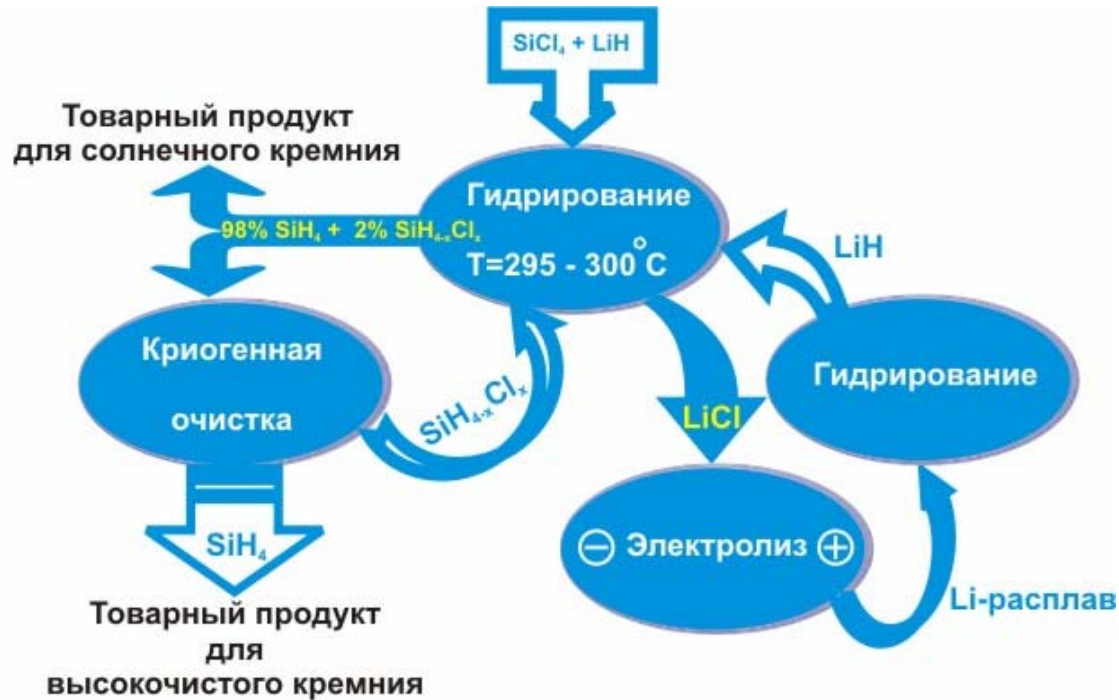 SiCl₄ + LiH
Товарный продукт
для солнечного кремния
98% SiH₄ + 2% SiH₄₋ₓClₓ
Гидрирование
T=295 - 300°C
LiH
Криогенная
очистка
SiH₄₋ₓClₓ
LiCl
Гидрирование
SiH₄
⊖ Электролиз ⊕
Li-расплав
Товарный продукт
для
высокочистого кремния